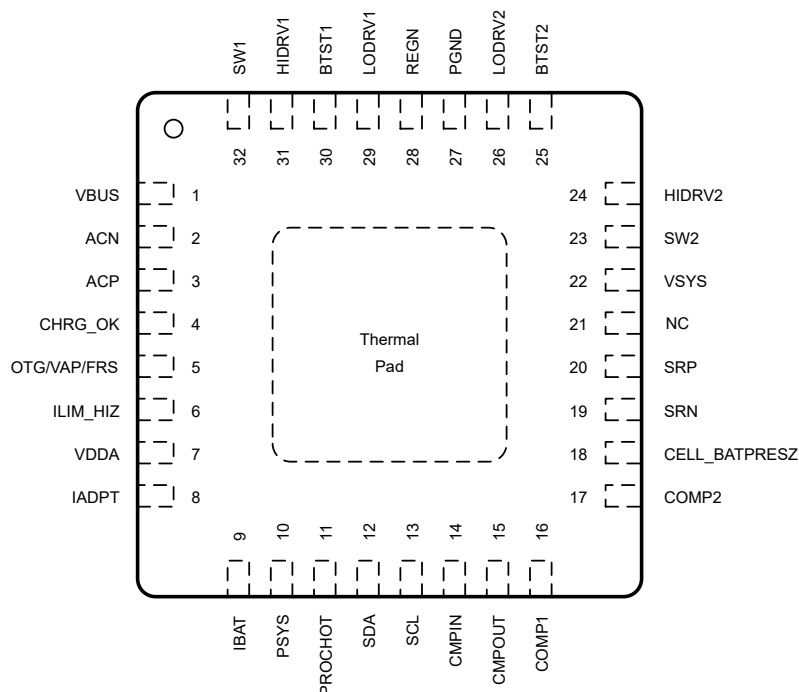 SW1
HIDRV1
BTST1
LODRV1
REGN
PGND
LODRV2
BTST2
32
31
30
29
28
27
26
25
VBUS 1
ACN 2
ACP 3
CHRG_OK 4
OTG/VAP/FRS 5
ILIM_HIZ 6
VDDA 7
IADPT 8
Thermal
Pad
24 HIDRV2
23 SW2
22 VSYS
21 NC
20 SRP
19 SRN
18 CELL_BATPRESZ
17 COMP2
9
10
11
12
13
14
15
16
IBAT
PSYS
PROCHOT
SDA
SCL
CMPIN
CMPOUT
COMP1